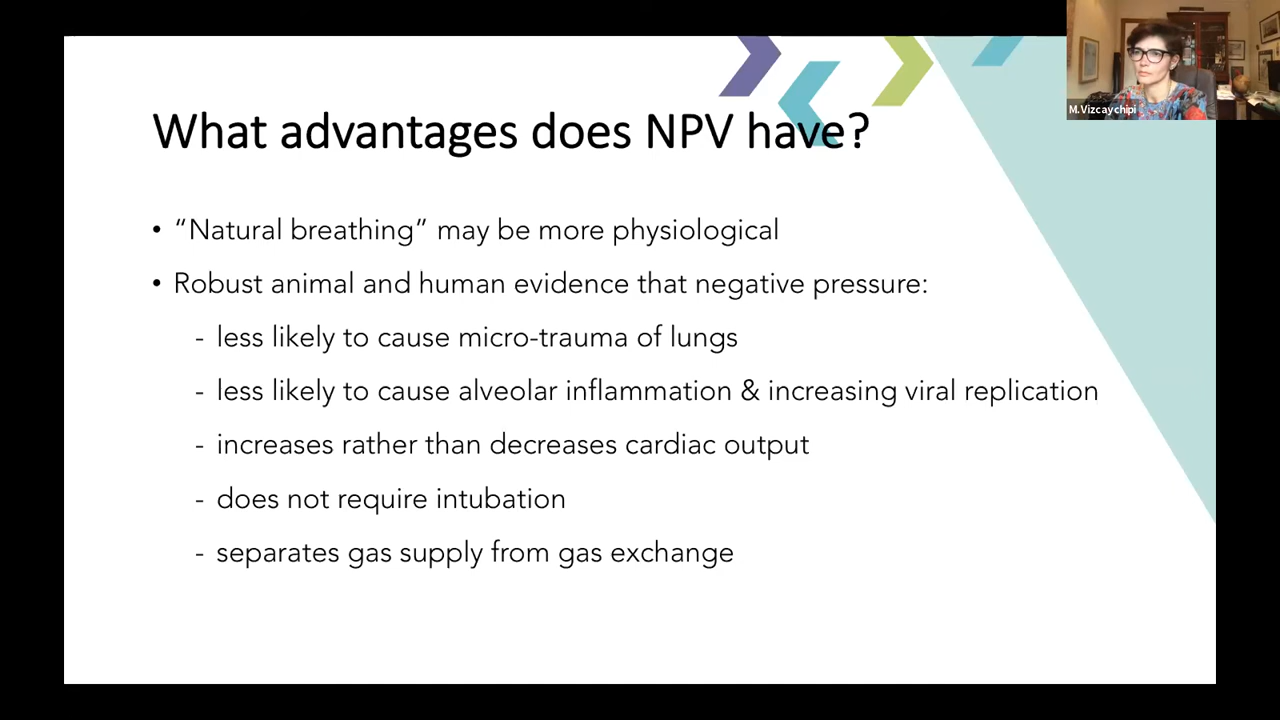 M.Vizcaychipi
What advantages does NPV have?
• “Natural breathing” may be more physiological
• Robust animal and human evidence that negative pressure:
- less likely to cause micro-trauma of lungs
- less likely to cause alveolar inflammation & increasing viral replication
- increases rather than decreases cardiac output
- does not require intubation
- separates gas supply from gas exchange